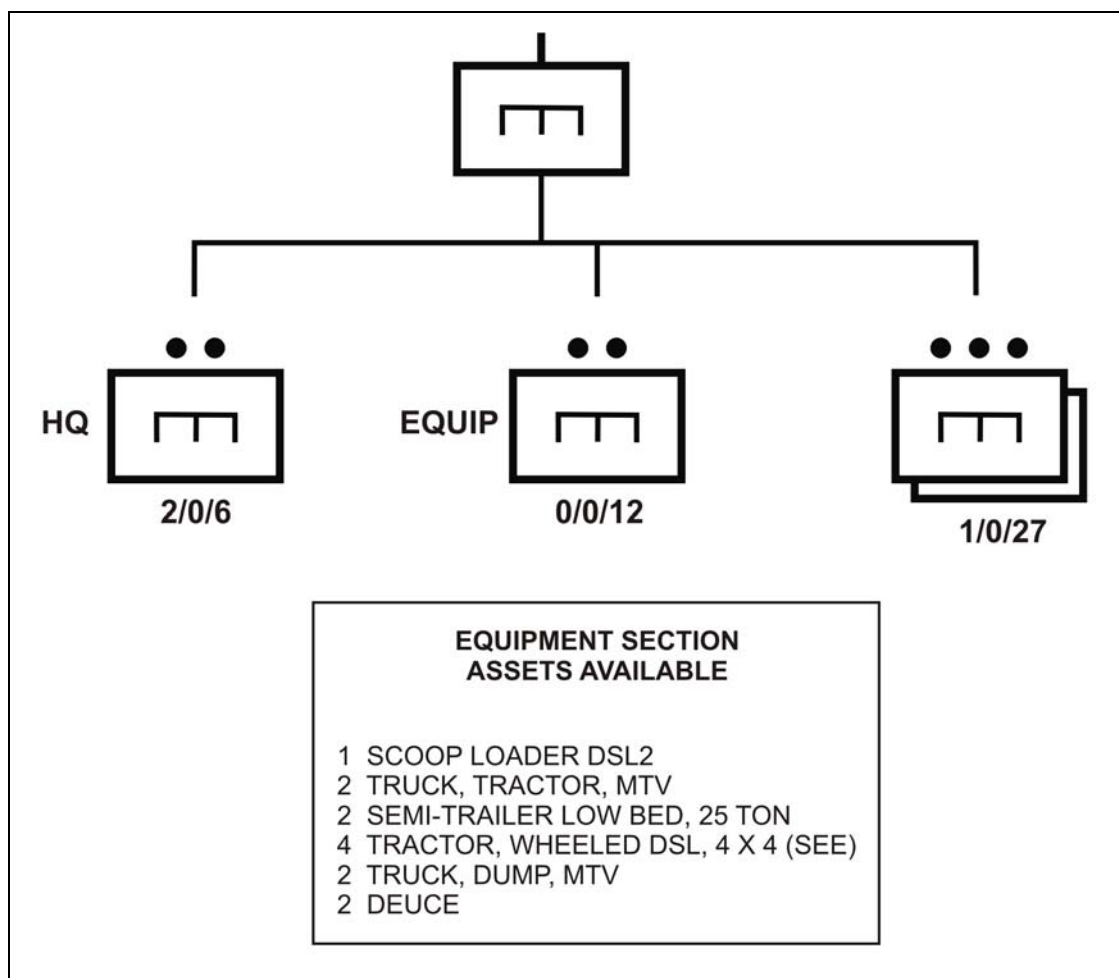 HQ
EQUIP
2/0/6
0/0/12
1/0/27
EQUIPMENT SECTION
ASSETS AVAILABLE
1 SCOOP LOADER DSL2
2 TRUCK, TRACTOR, MTV
2 SEMI-TRAILER LOW BED, 25 TON
4 TRACTOR, WHEELED DSL, 4 X 4 (SEE)
2 TRUCK, DUMP, MTV
2 DEUCE